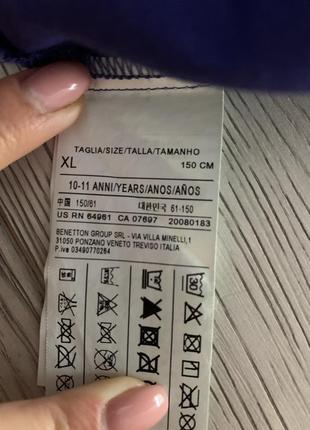 TAGLIA/SIZE/TALLA/TAMANHO
XL 150 CM
10-11 ANNI/YEARS/ANOS/AÑOS
中国 150/61 대한민국 61-150
US RN 64961 CA 07697 20080183
BENETTON GROUP SRL - VIA VILLA MINELLI,1
31050 PONZANO VENETO TREVISO ITALIA
P.iva 03490770264
30